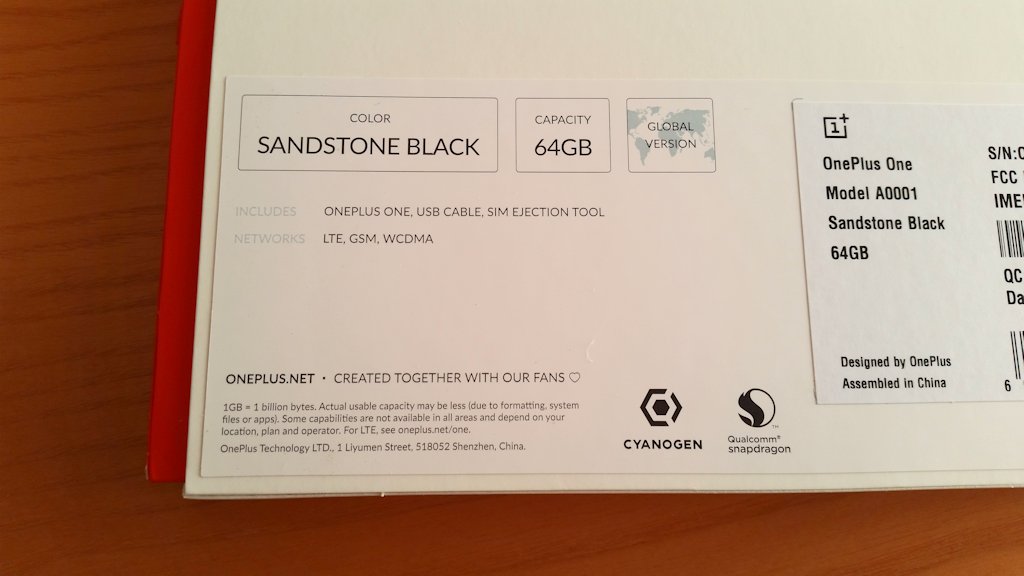 COLOR
SANDSTONE BLACK
CAPACITY
64GB
GLOBAL
VERSION
INCLUDES ONEPLUS ONE, USB CABLE, SIM EJECTION TOOL
NETWORKS LTE, GSM, WCDMA
ONEPLUS.NET · CREATED TOGETHER WITH OUR FANS ♡
1GB = 1 billion bytes. Actual usable capacity may be less (due to formatting, system
files or apps). Some capabilities are not available in all areas and depend on your
location, plan and operator. For LTE, see oneplus.net/one.
OnePlus Technology LTD., 1 Liyumen Street, 518052 Shenzhen, China.
CYANOGEN
Qualcomm®
snapdragon™
1+
OnePlus One
Model A0001
Sandstone Black
64GB
Designed by OnePlus
Assembled in China
S/N:
FCC
QC
6